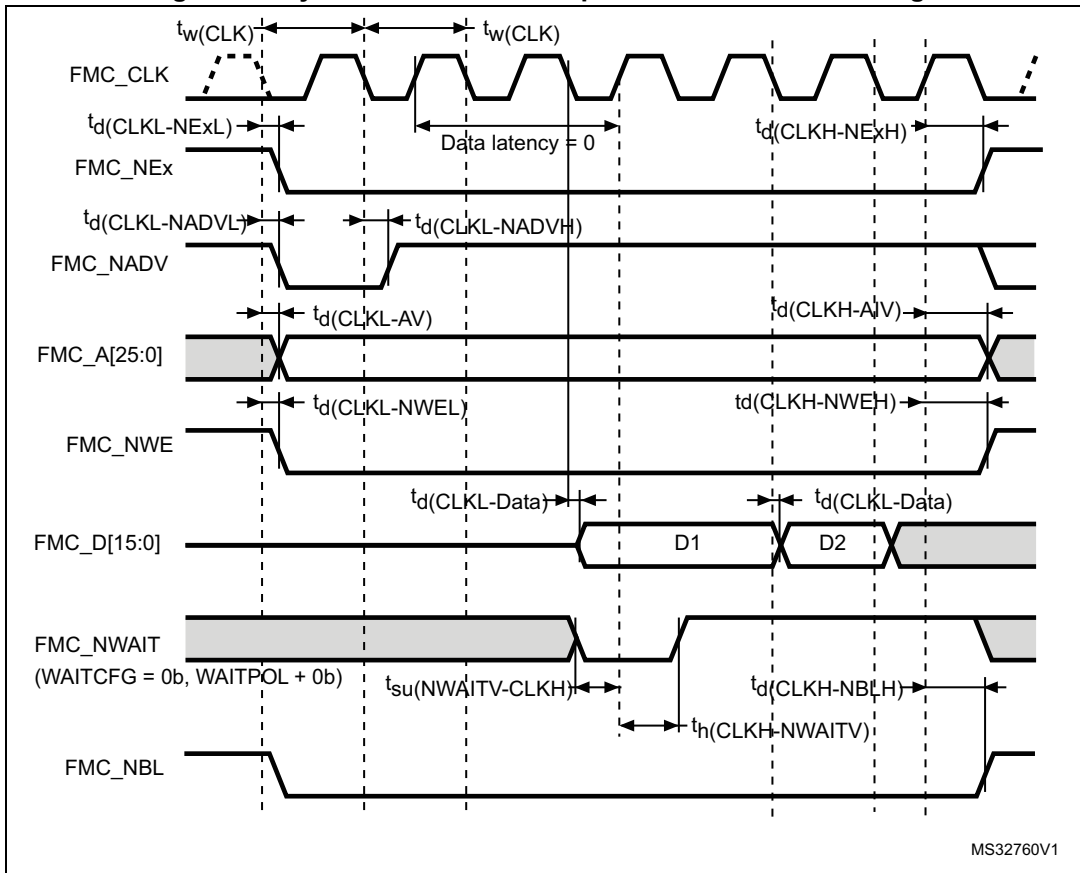 tw(CLK) tw(CLK)
FMC_CLK
td(CLKL-NExL) Data latency = 0 td(CLKH-NExH)
FMC_NEx
td(CLKL-NADVL) td(CLKL-NADVH)
FMC_NADV
td(CLKL-AV) td(CLKH-AIV)
FMC_A[25:0]
td(CLKL-NWEL) td(CLKH-NWEH)
FMC_NWE
td(CLKL-Data) td(CLKL-Data)
FMC_D[15:0] D1 D2
FMC_NWAIT
(WAITCFG = 0b, WAITPOL + 0b)
tsu(NWAITV-CLKH) td(CLKH-NBLH)
th(CLKH-NWAITV)
FMC_NBL
MS32760V1